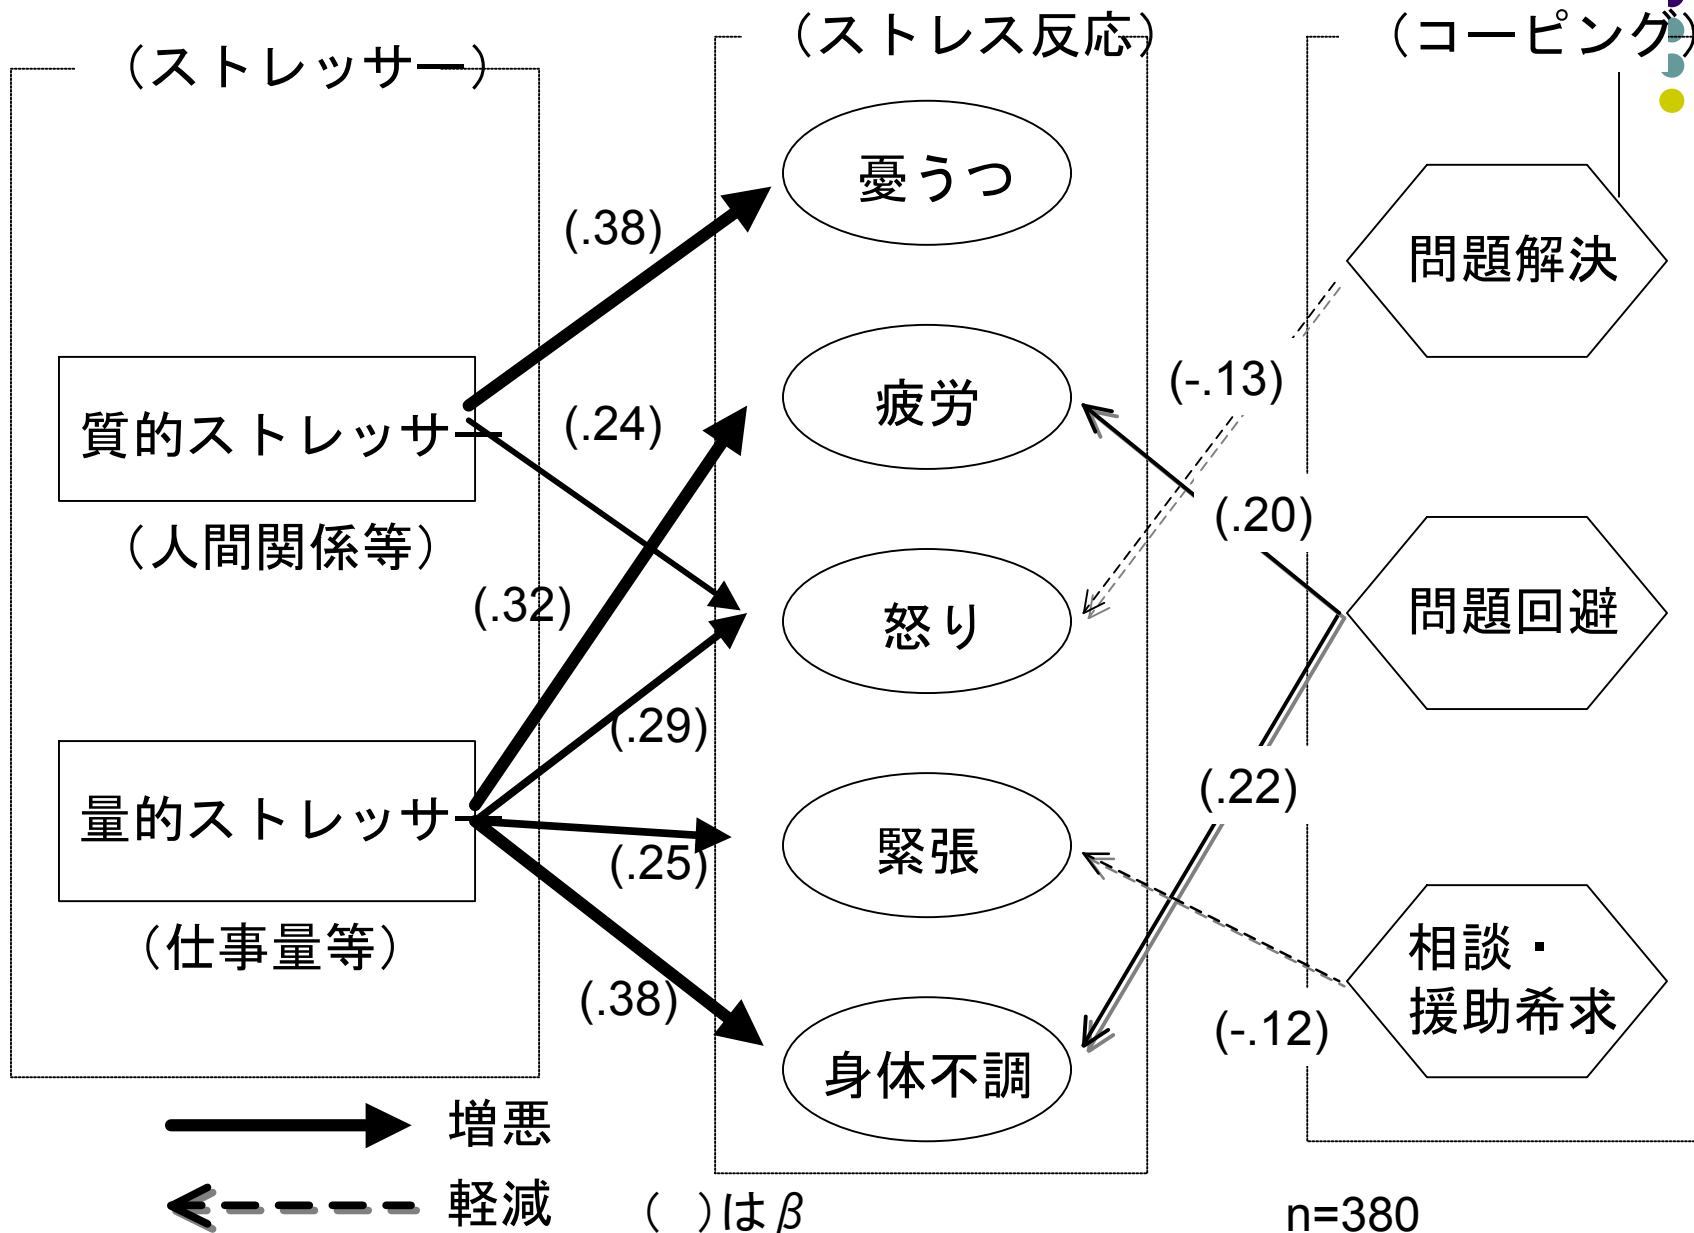 （ストレッサー）
（ストレス反応）
（コーピング）
憂うつ
(.38)
問題解決
質的ストレッサー
(.24)
疲労
(-.13)
（人間関係等）
(.20)
(.32)
怒り
問題回避
(.29)
量的ストレッサー
(.22)
(.25)
緊張
（仕事量等）
相談・
援助希求
(.38)
(-.12)
身体不調
増悪
軽減
（　）はβ
n=380